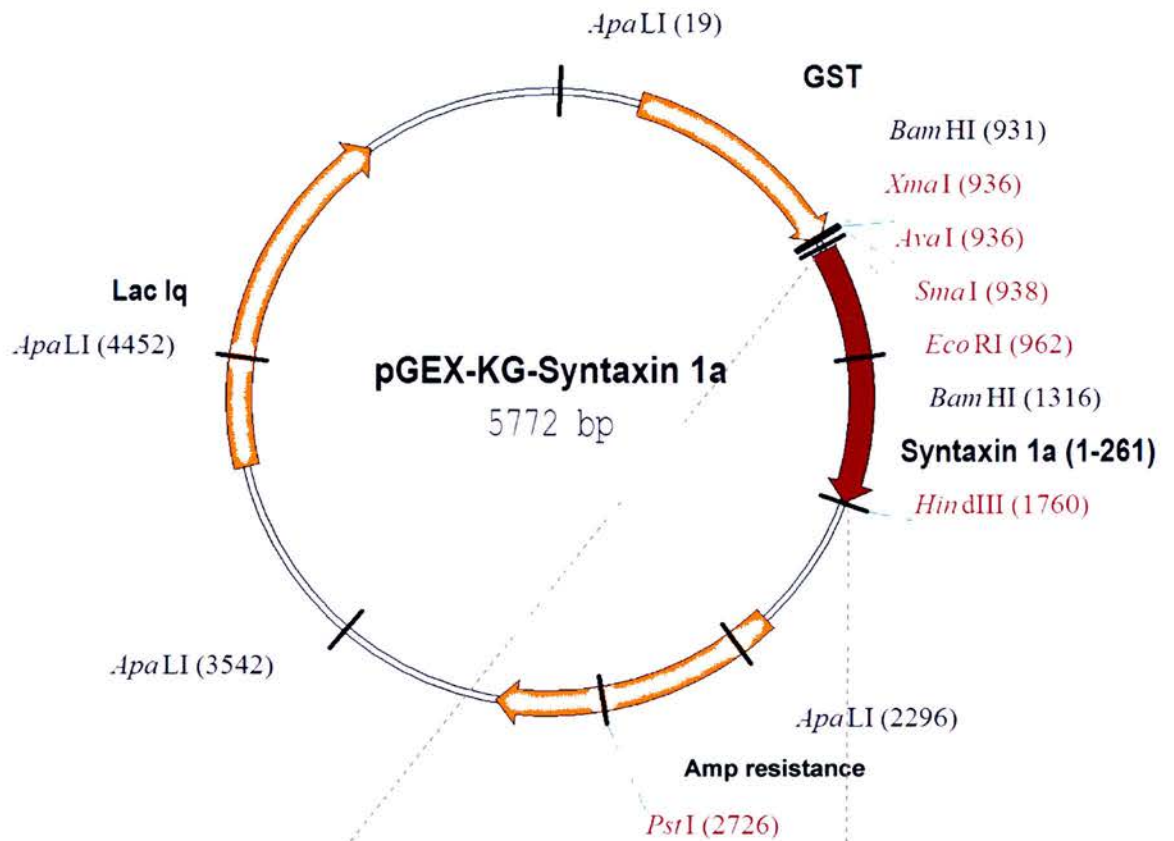 ApaLI (19)
GST
BamHI (931)
XmaI (936)
AvaI (936)
SmaI (938)
EcoRI (962)
BamHI (1316)
Syntaxin 1a (1-261)
HindIII (1760)
Lac Iq
ApaLI (4452)
pGEX-KG-Syntaxin 1a
5772 bp
ApaLI (3542)
ApaLI (2296)
Amp resistance
PstI (2726)